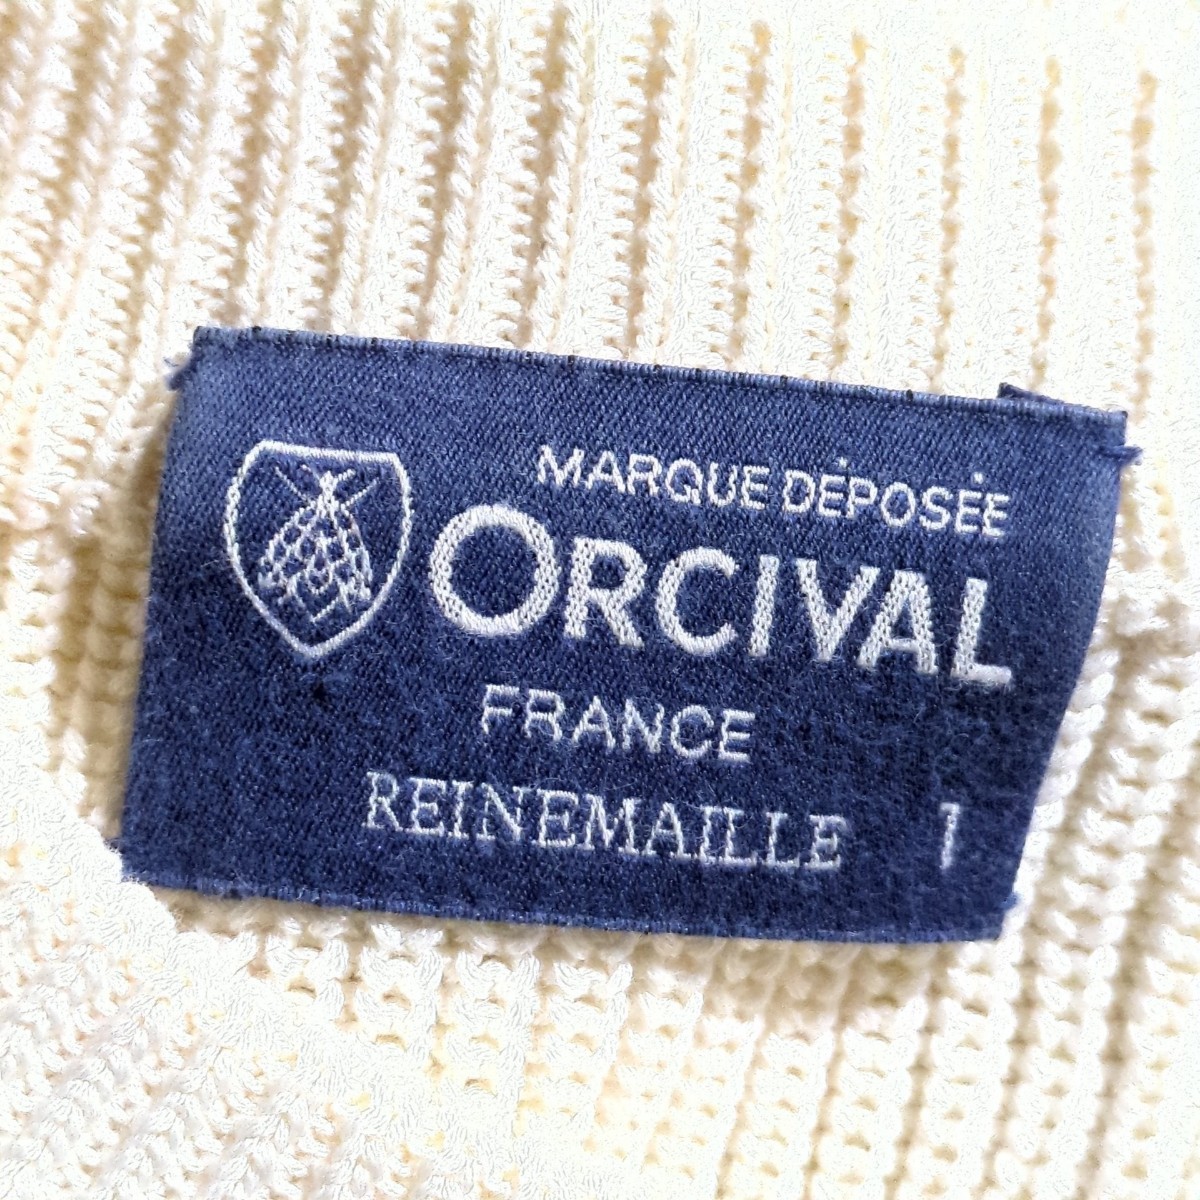 MARQUE DÉPOSÉE
ORCIVAL
FRANCE
REINEMAILLE 1